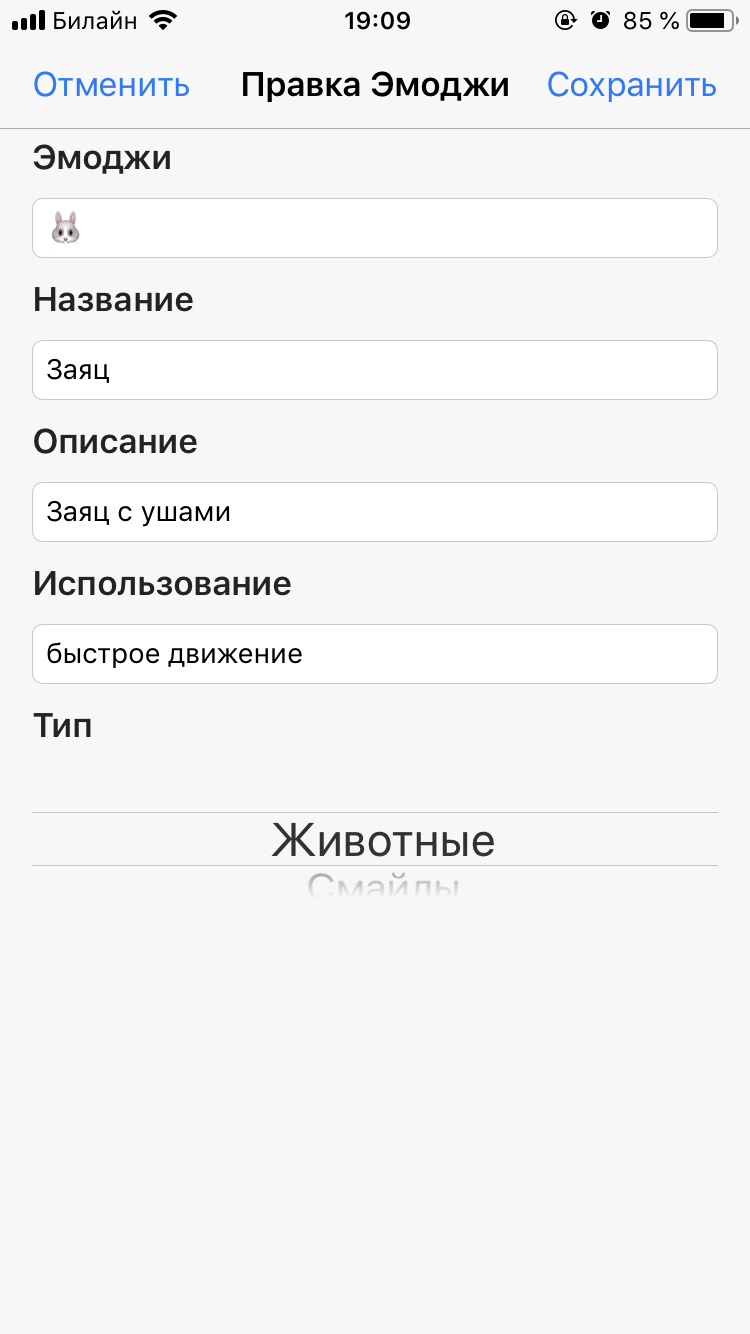 Билайн 19:09 85 %
Отменить Правка Эмоджи Сохранить
Эмоджи
🐰
Название
Заяц
Описание
Заяц с ушами
Использование
быстрое движение
Тип
Животные
Смайлы